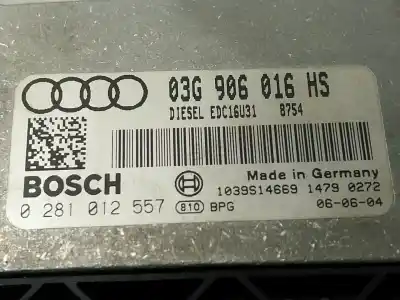 03G 906 016 HS
DIESEL EDC16U31 8754
BOSCH
Made in Germany
1039S14669 1479 0272
0 281 012 557 810 BPG 06-06-04